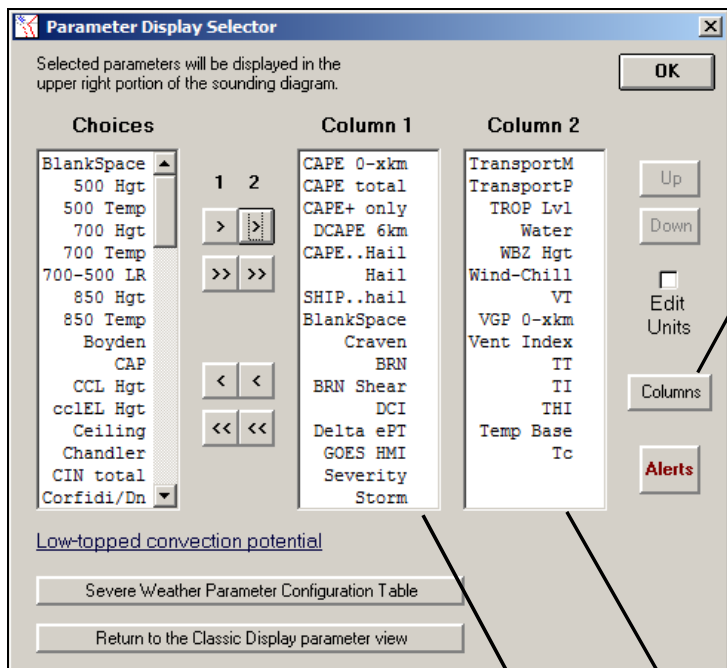 Parameter Display Selector
Selected parameters will be displayed in the
upper right portion of the sounding diagram.
OK
Choices
Column 1
Column 2
BlankSpace
500 Hgt
500 Temp
700 Hgt
700 Temp
700-500 LR
850 Hgt
850 Temp
Boyden
CAP
CCL Hgt
cclEL Hgt
Ceiling
Chandler
CIN total
Corfidi/Dn
1 2
> >
>> >>
< <
<< <<
CAPE 0-xkm
CAPE total
CAPE+ only
DCAPE 6km
CAPE..Hail
Hail
SHIP..hail
BlankSpace
Craven
BRN
BRN Shear
DCI
Delta ePT
GOES HMI
Severity
Storm
TransportM
TransportP
TROP Lvl
Water
WBZ Hgt
Wind-Chill
VT
VGP 0-xkm
Vent Index
TT
TI
THI
Temp Base
Tc
Up
Down
Edit
Units
Columns
Alerts
Low-topped convection potential
Severe Weather Parameter Configuration Table
Return to the Classic Display parameter view